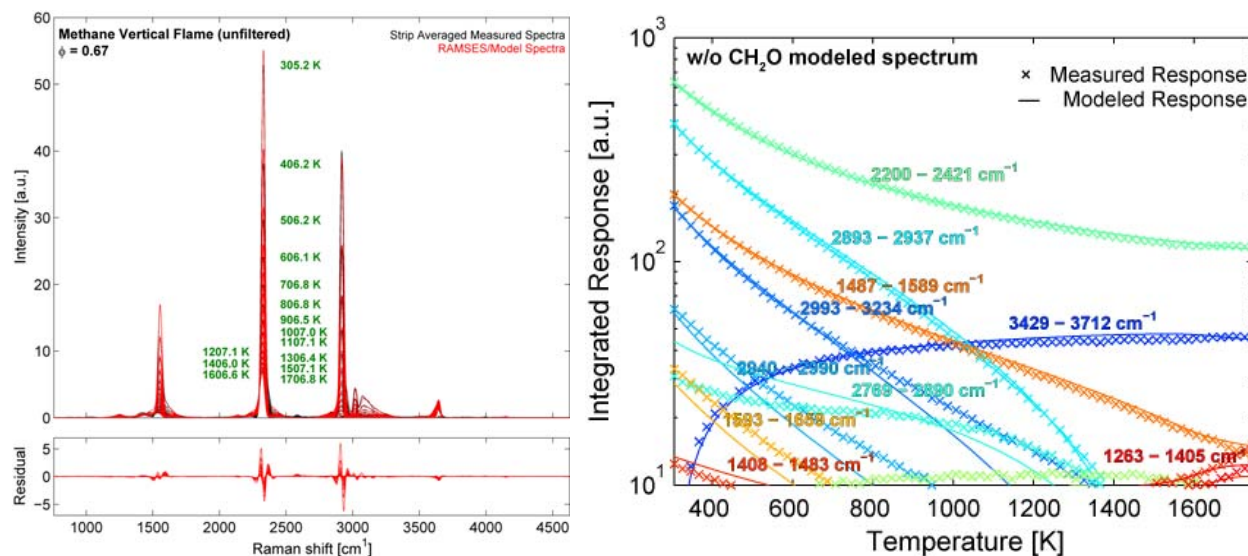 Methane Vertical Flame (unfiltered)
ϕ = 0.67
Strip Averaged Measured Spectra
RAMSES/Model Spectra
305.2 K
406.2 K
506.2 K
606.1 K
706.8 K
806.8 K
906.5 K
1007.0 K
1107.1 K
1207.1 K
1306.4 K
1406.0 K
1507.1 K
1606.6 K
1706.8 K
60
50
40
30
20
10
0
Intensity [a.u.]
5
0
−5
Residual
1000 1500 2000 2500 3000 3500 4000 4500
Raman shift [cm¹]
w/o CH₂O modeled spectrum
× Measured Response
— Modeled Response
10³
10²
10¹
Integrated Response [a.u.]
2200 − 2421 cm⁻¹
2893 − 2937 cm⁻¹
1487 − 1589 cm⁻¹
2993 − 3234 cm⁻¹
3429 − 3712 cm⁻¹
2940 − 2990 cm⁻¹
2769 − 2890 cm⁻¹
1593 − 1659 cm⁻¹
1408 − 1483 cm⁻¹
1263 − 1405 cm⁻¹
400 600 800 1000 1200 1400 1600
Temperature [K]